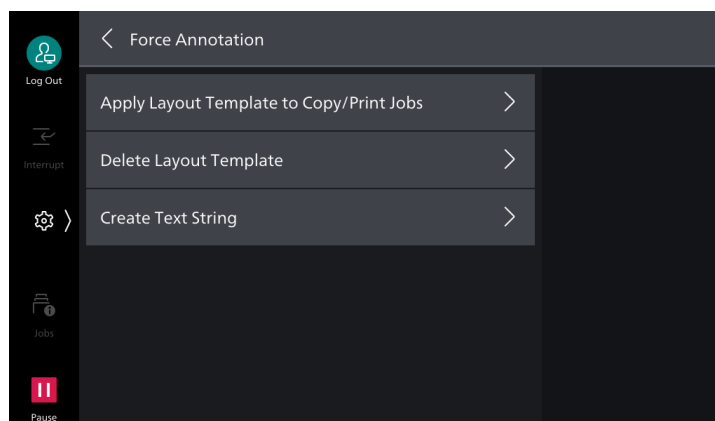 Force Annotation
Log Out
Apply Layout Template to Copy/Print Jobs
Interrupt
Delete Layout Template
Create Text String
Jobs
Pause